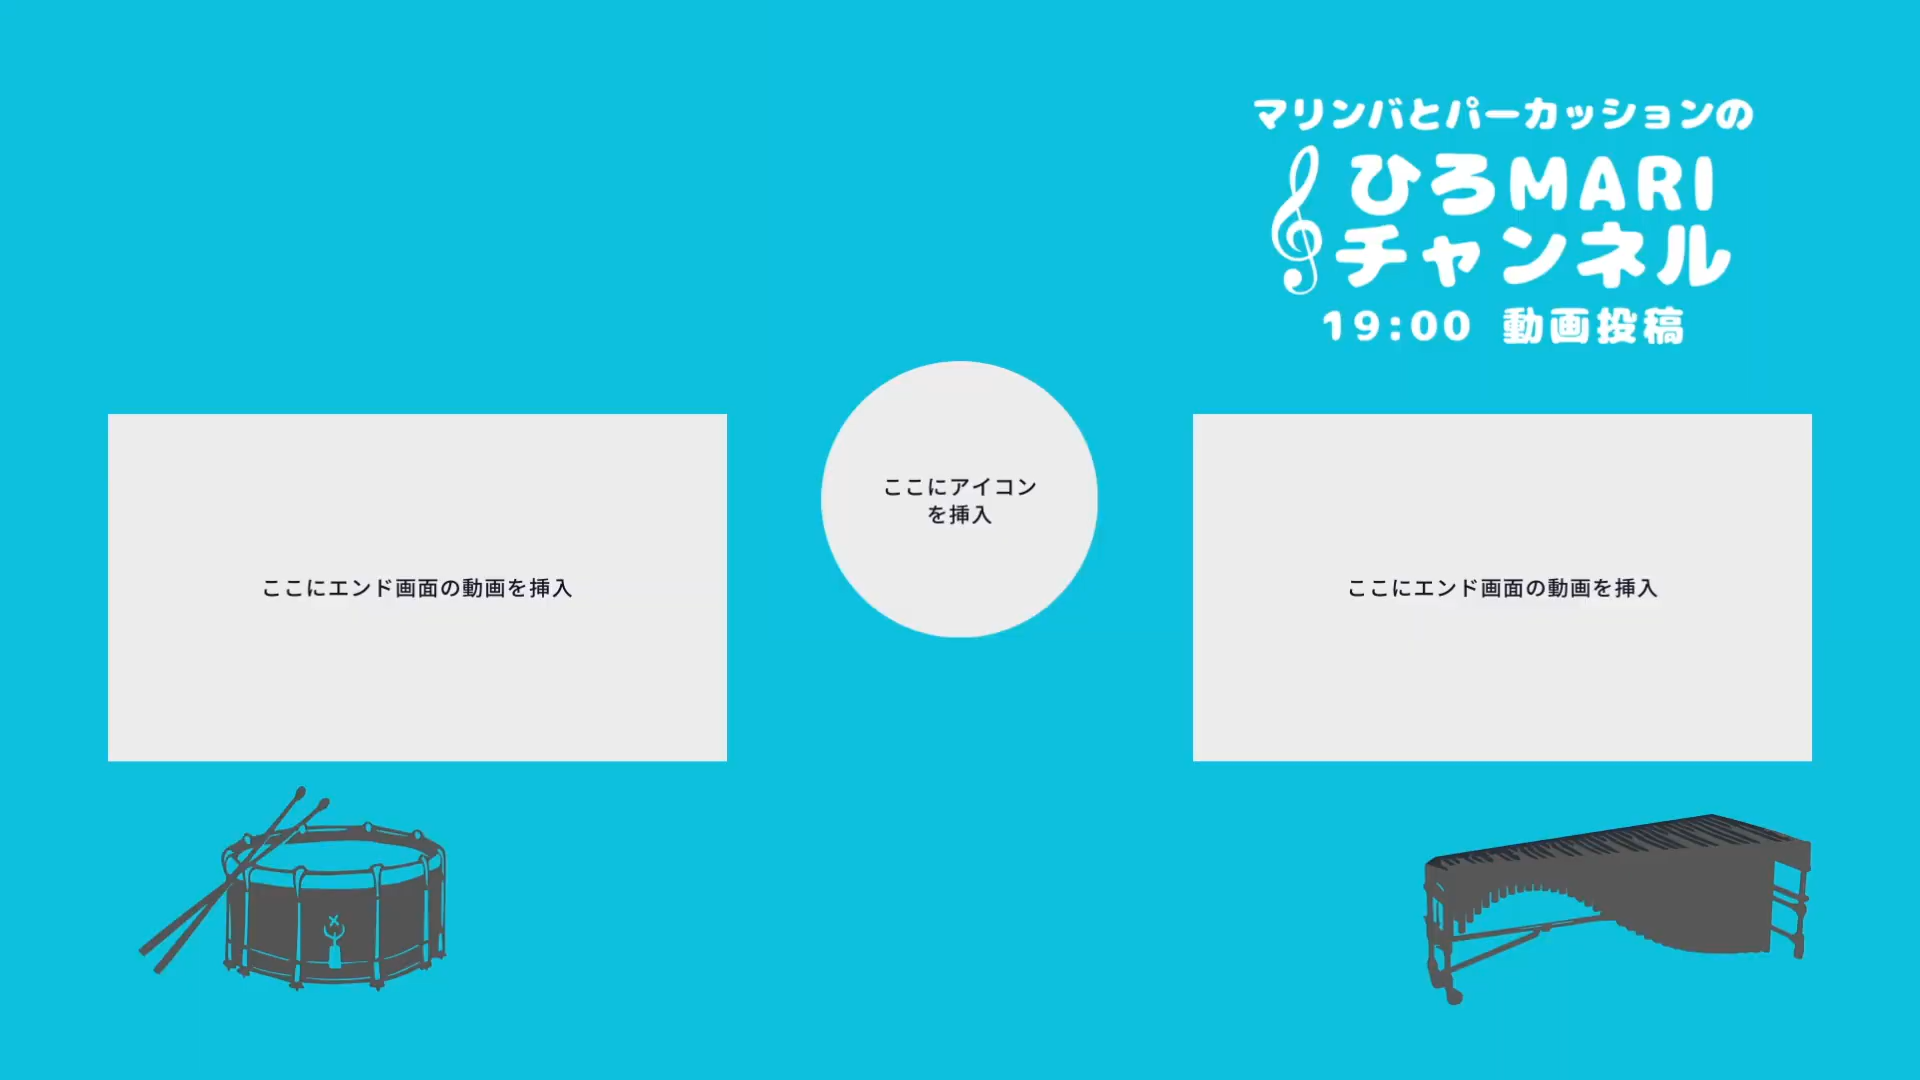 マリンバとパーカッションの
ひろMARI
チャンネル
19:00 動画投稿
ここにアイコン
を挿入
ここにエンド画面の動画を挿入
ここにエンド画面の動画を挿入